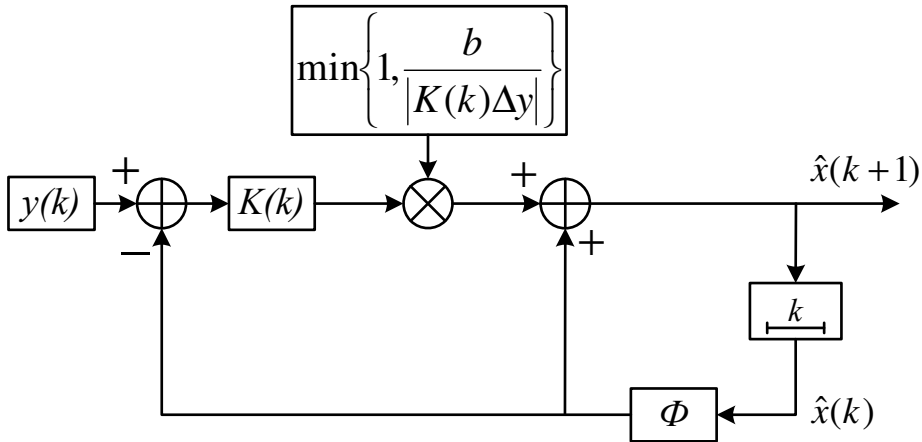 min{1, b / |K(k)Δy|}
x̂(k+1)
+
+
y(k)
K(k)
−
+
k
Φ
x̂(k)